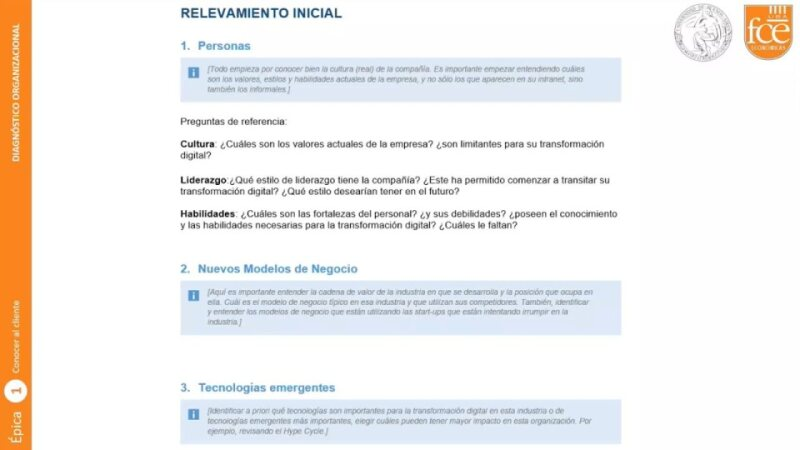 RELEVAMIENTO INICIAL
1. Personas
[Todo empieza por conocer bien la cultura (real) de la compañía. Es importante empezar entendiendo cuáles
son los valores, estilos y habilidades actuales de la empresa, y no sólo los que aparecen en su intranet, sino
también los informales.]
Preguntas de referencia:
Cultura: ¿Cuáles son los valores actuales de la empresa? ¿son limitantes para su transformación
digital?
Liderazgo:¿Qué estilo de liderazgo tiene la compañía? ¿Este ha permitido comenzar a transitar su
transformación digital? ¿Qué estilo desearían tener en el futuro?
Habilidades: ¿Cuáles son las fortalezas del personal? ¿y sus debilidades? ¿poseen el conocimiento
y las habilidades necesarias para la transformación digital? ¿Cuáles le faltan?
2. Nuevos Modelos de Negocio
[Aquí es importante entender la cadena de valor de la industria en que se desarrolla y la posición que ocupa en
ella. Cuál es el modelo de negocio típico en esa industria y que utilizan sus competidores. También, identificar
y entender los modelos de negocio que están utilizando las start-ups que están intentando irrumpir en la
industria.]
3. Tecnologías emergentes
[Identificar a priori qué tecnologías son importantes para la transformación digital en esta industria o de
tecnologías emergentes más importantes, elegir cuáles pueden tener mayor impacto en esta organización. Por
ejemplo, revisando el Hype Cycle.]
DIAGNÓSTICO ORGANIZACIONAL
Épica 1 Conocer al cliente
UBA
fce
ECONÓMICAS